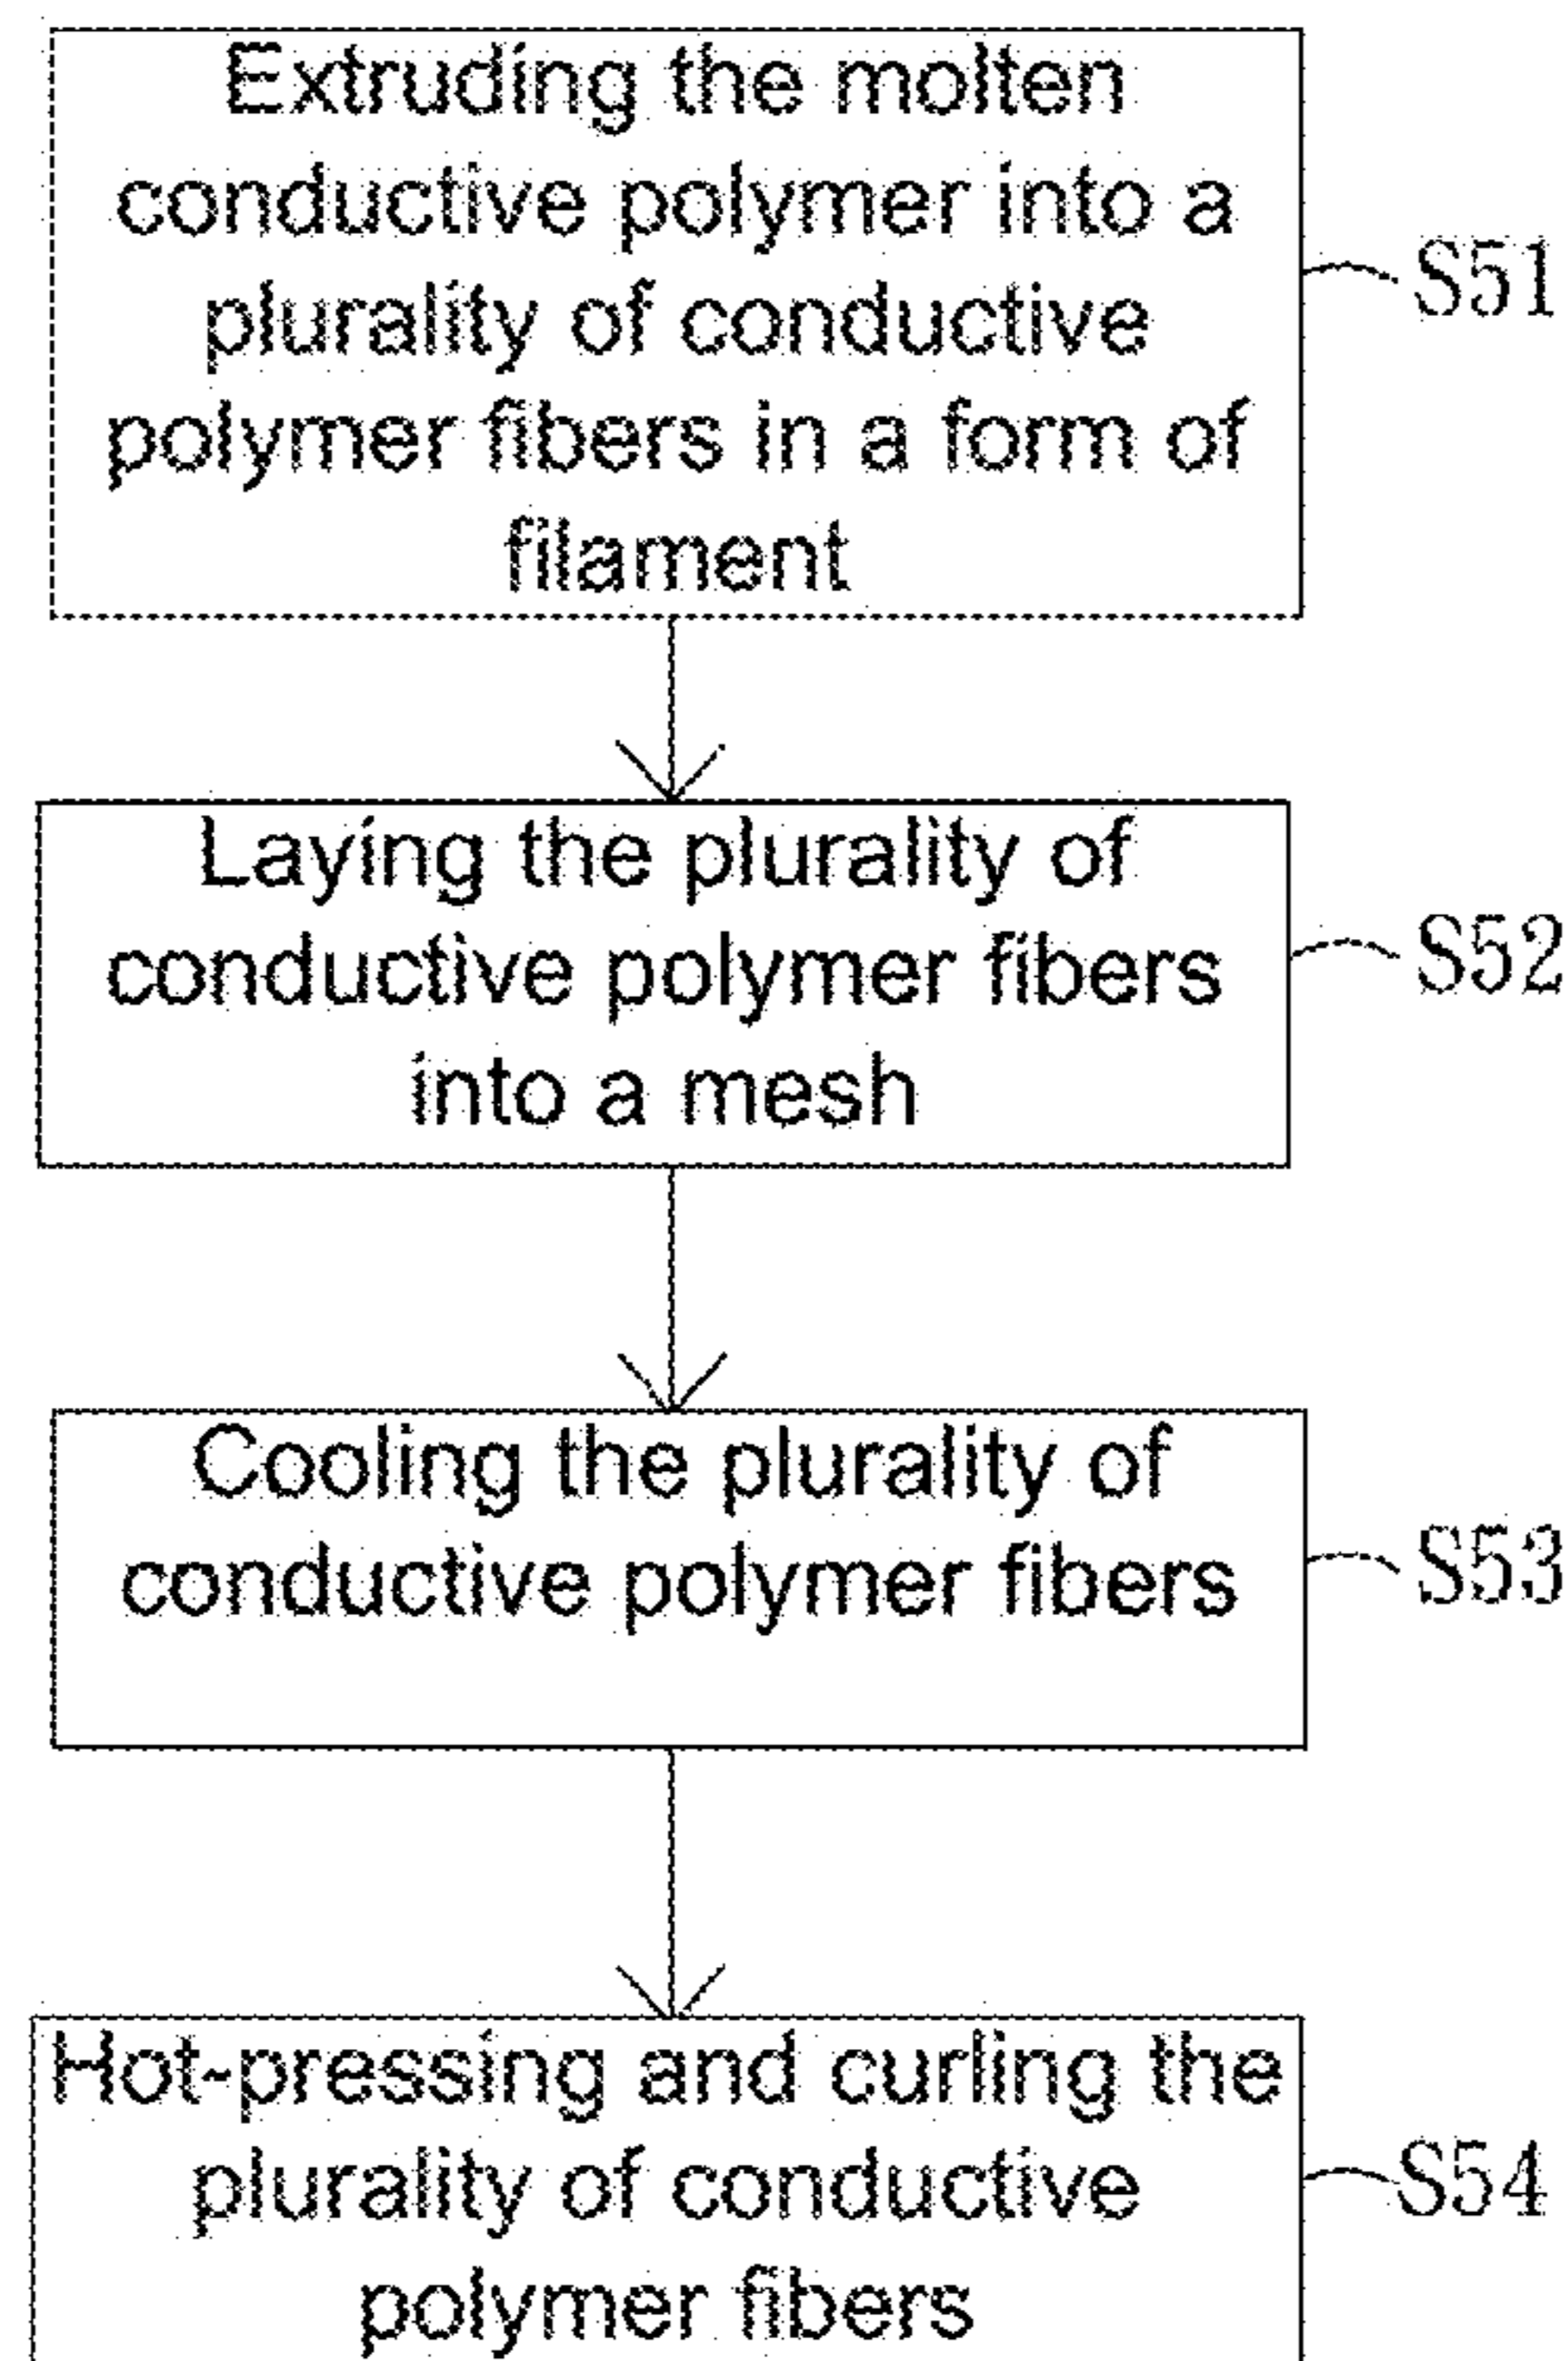 Extruding the molten
conductive polymer into a
plurality of conductive
polymer fibers in a form of
filament
S51
Laying the plurality of
conductive polymer fibers
into a mesh
S52
Cooling the plurality of
conductive polymer fibers
S53
Hot-pressing and curling the
plurality of conductive
polymer fibers
S54